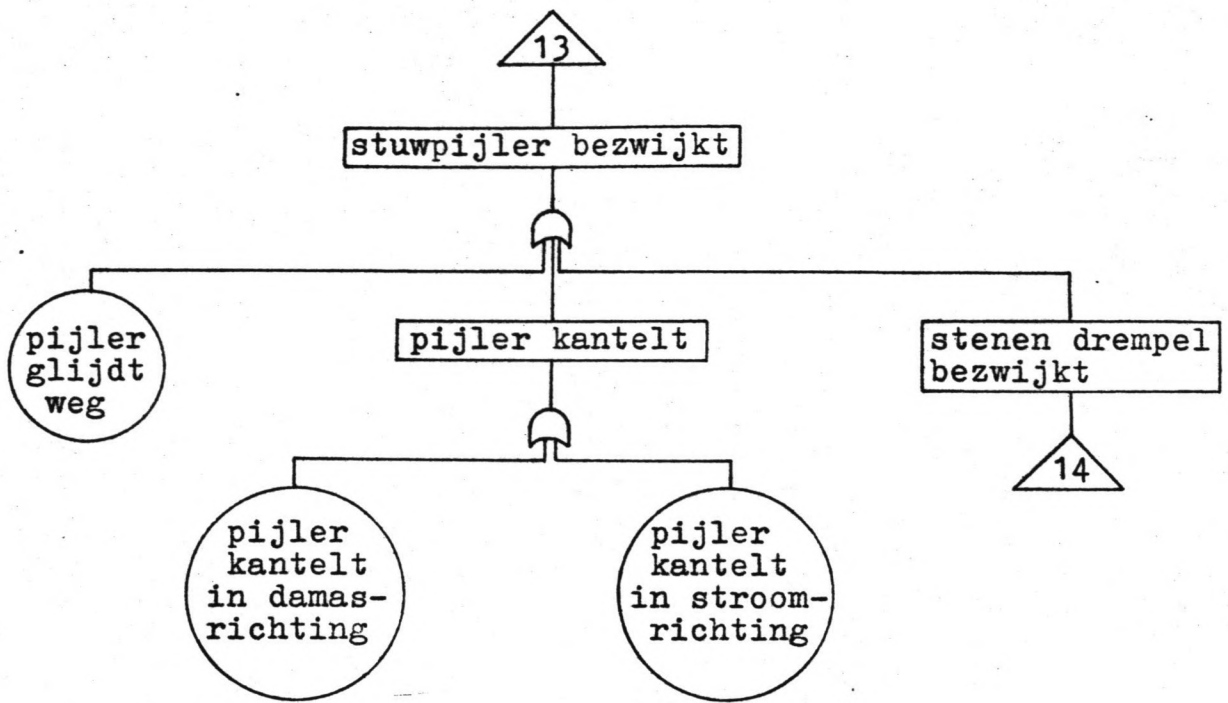 13
stuwpijler bezwijkt
pijler
glijdt
weg
pijler kantelt
stenen drempel
bezwijkt
14
pijler
kantelt
in damas-
richting
pijler
kantelt
in stroom-
richting